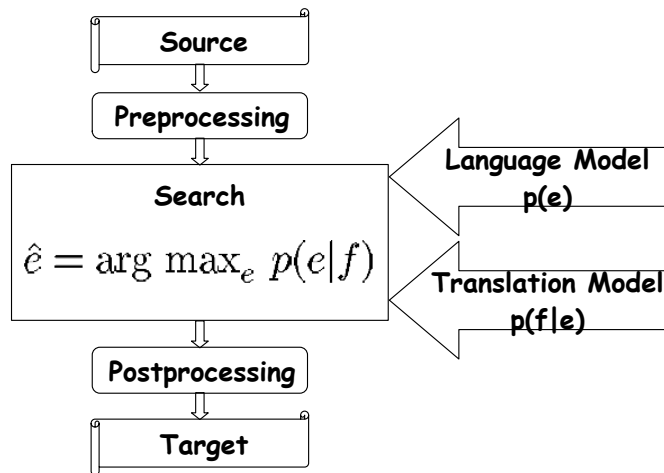 Source
Preprocessing
Search
ê = arg max_e p(e|f)
Language Model
p(e)
Translation Model
p(f|e)
Postprocessing
Target